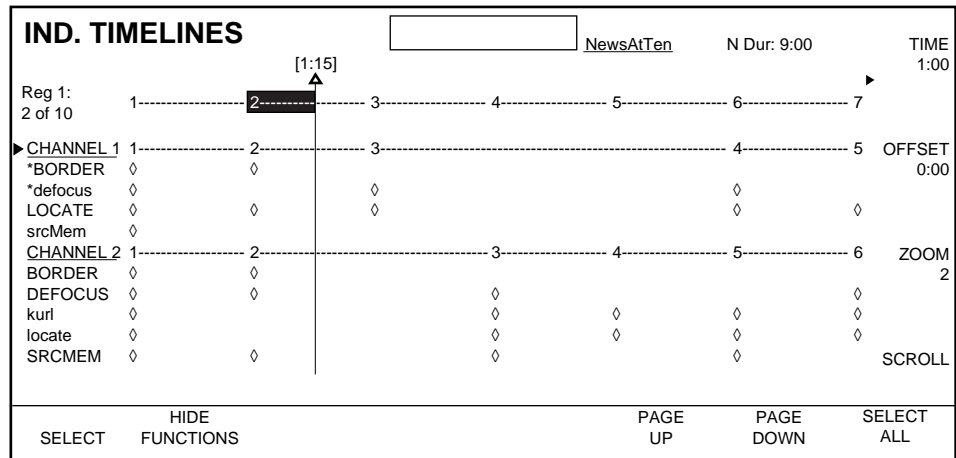 IND. TIMELINES
NewsAtTen N Dur: 9:00 TIME
1:00
[1:15]
Reg 1:
2 of 10
1------------------ 2---------- -------- 3------------------ 4------------------ 5------------------ 6------------------ 7
CHANNEL 1 1------------------ 2------------------ 3---------------------------------------------------------- 4------------------ 5 OFFSET
*BORDER 0:00
*defocus
LOCATE
srcMem
CHANNEL 2 1------------------ 2-------------------------------------- 3------------------ 4------------------ 5------------------ 6 ZOOM
BORDER 2
DEFOCUS
kurl
locate
SRCMEM SCROLL
SELECT
HIDE
FUNCTIONS
PAGE
UP
PAGE
DOWN
SELECT
ALL